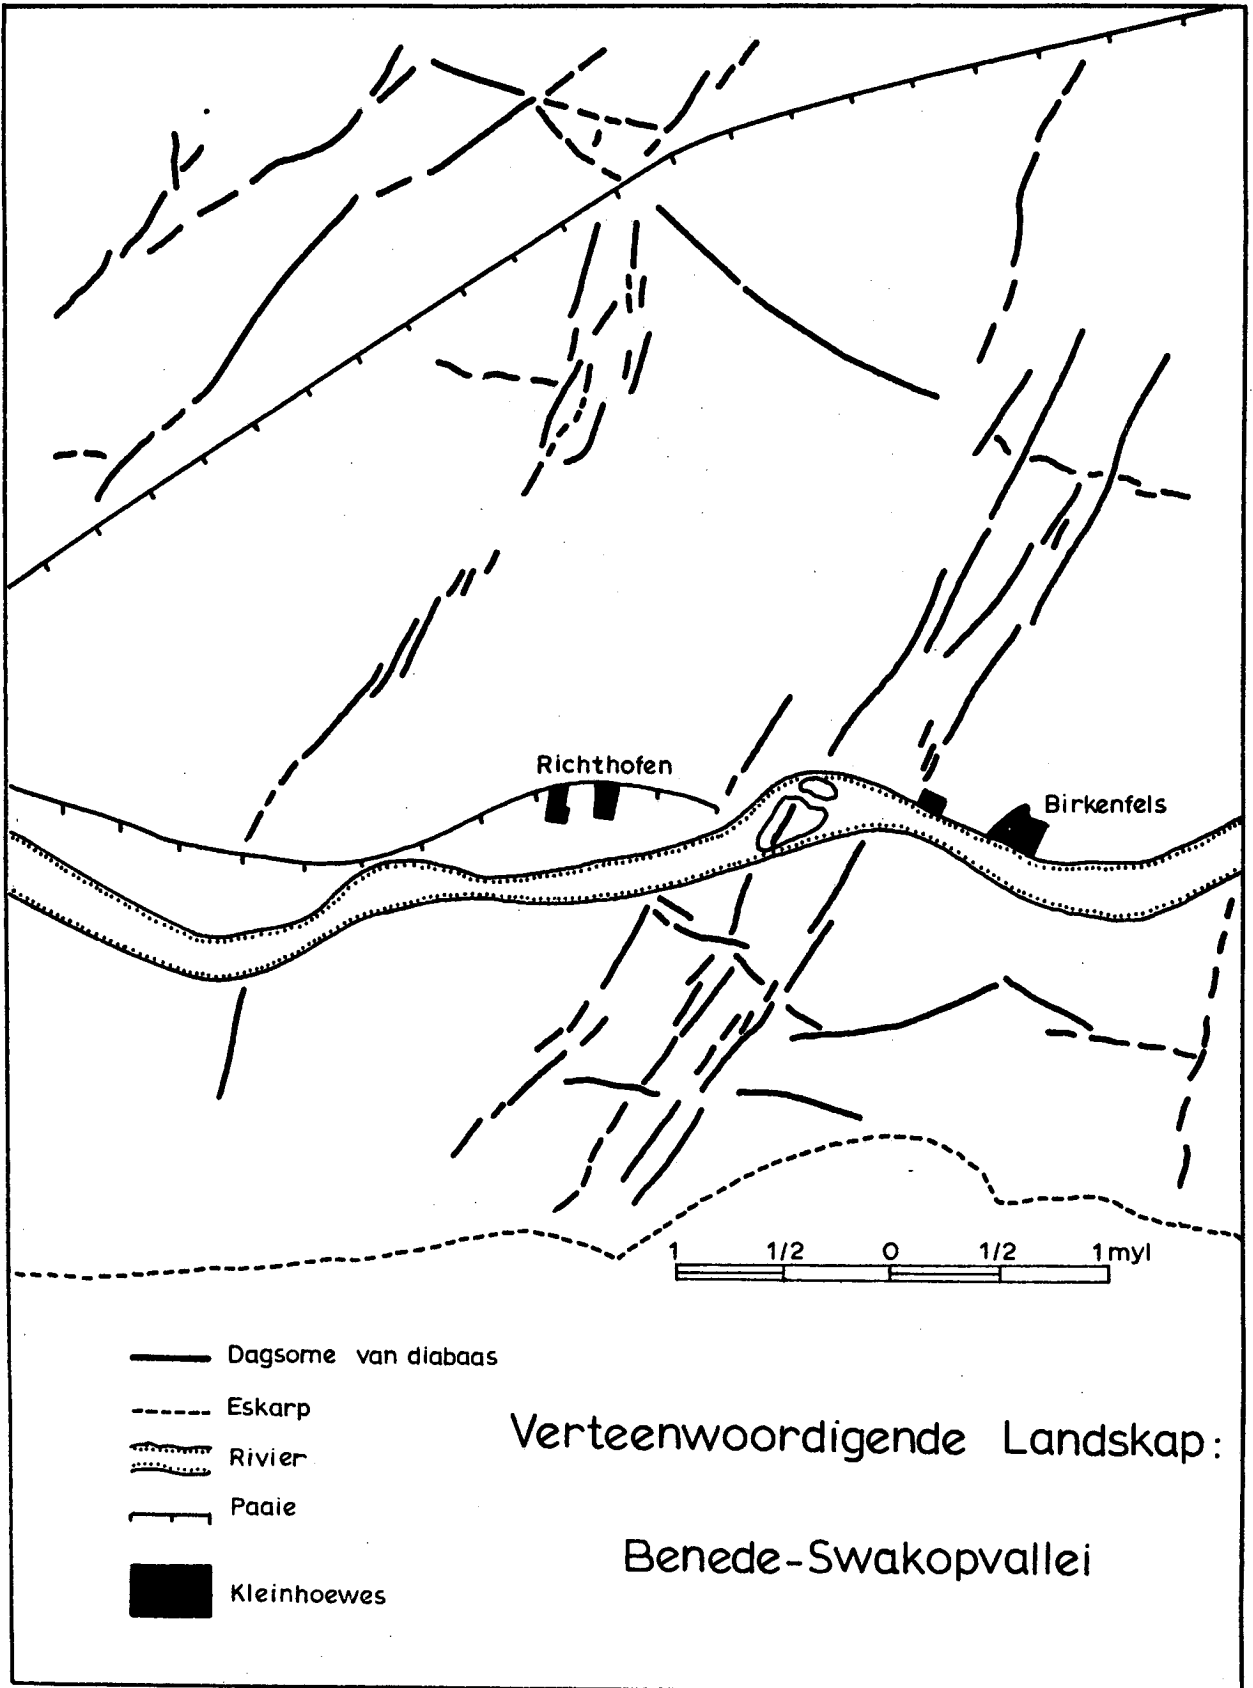 Richthofen
Birkenfels
1 1/2 0 1/2 1 myl
Dagsome van diabaas
Eskarp
Rivier
Paaie
Kleinhoewes
Verteenwoordigende Landskap:
Benede-Swakopvallei